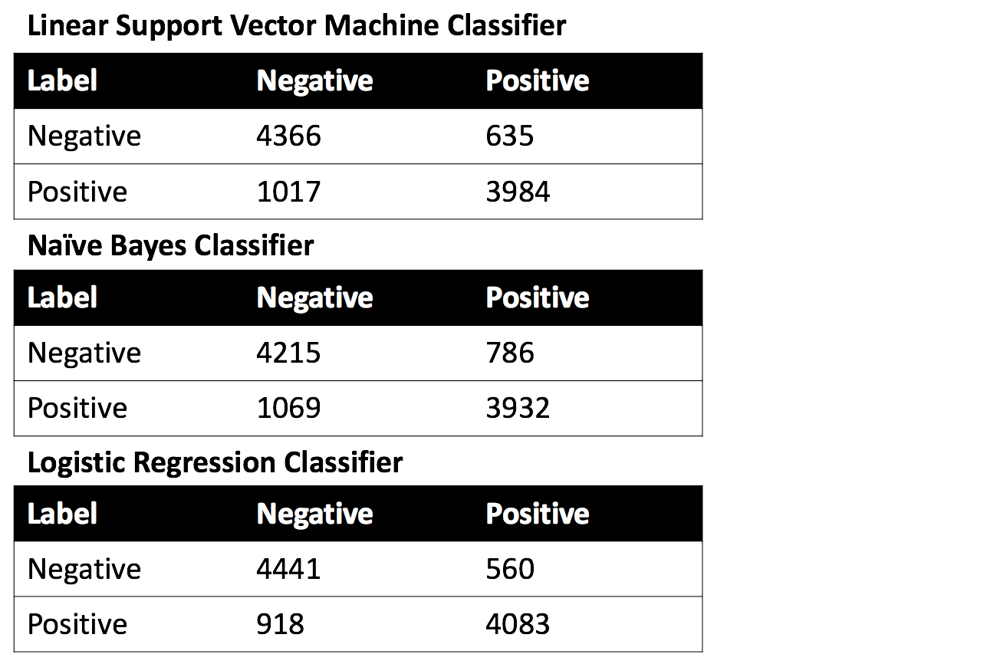 Linear Support Vector Machine Classifier
Label Negative Positive
Negative 4366 635
Positive 1017 3984
Naïve Bayes Classifier
Label Negative Positive
Negative 4215 786
Positive 1069 3932
Logistic Regression Classifier
Label Negative Positive
Negative 4441 560
Positive 918 4083